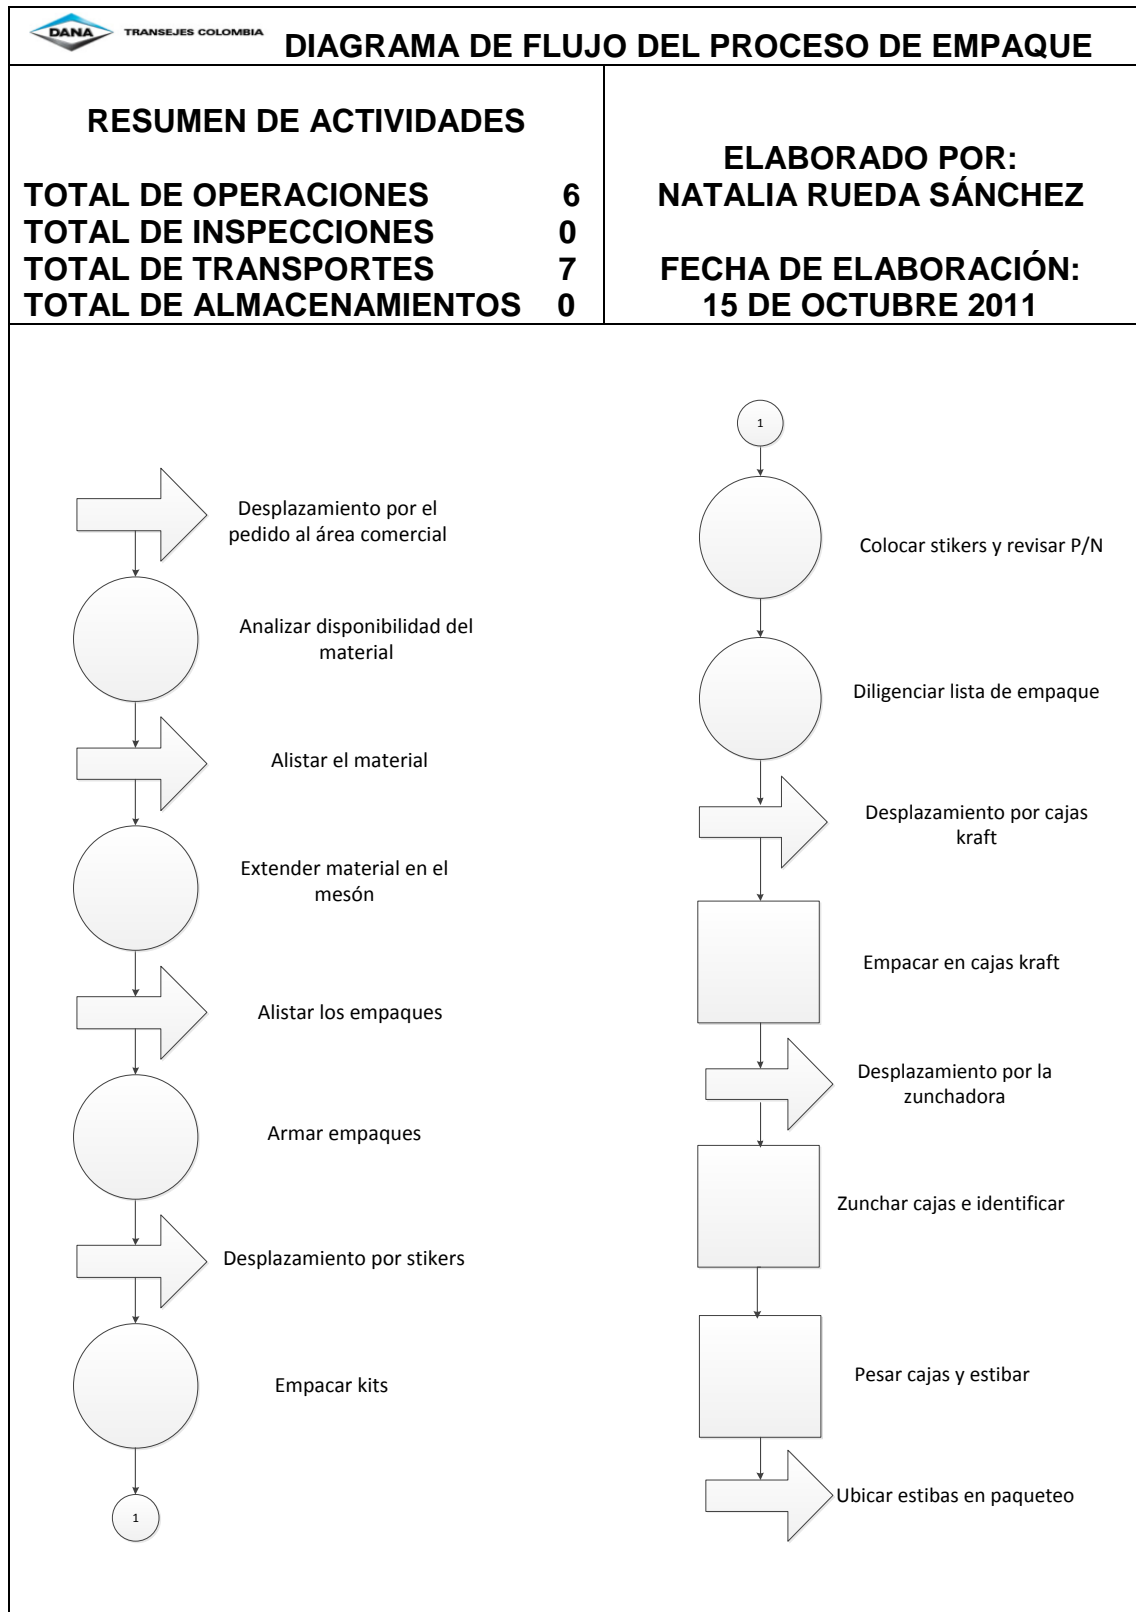 DANA TRANSEJES COLOMBIA DIAGRAMA DE FLUJO DEL PROCESO DE EMPAQUE
RESUMEN DE ACTIVIDADES
TOTAL DE OPERACIONES 6
TOTAL DE INSPECCIONES 0
TOTAL DE TRANSPORTES 7
TOTAL DE ALMACENAMIENTOS 0
ELABORADO POR:
NATALIA RUEDA SÁNCHEZ
FECHA DE ELABORACIÓN:
15 DE OCTUBRE 2011
Desplazamiento por el
pedido al área comercial
Analizar disponibilidad del
material
Alistar el material
Extender material en el
mesón
Alistar los empaques
Armar empaques
Desplazamiento por stikers
Empacar kits
1
1
Colocar stikers y revisar P/N
Diligenciar lista de empaque
Desplazamiento por cajas
kraft
Empacar en cajas kraft
Desplazamiento por la
zunchadora
Zunchar cajas e identificar
Pesar cajas y estibar
Ubicar estibas en paqueteo